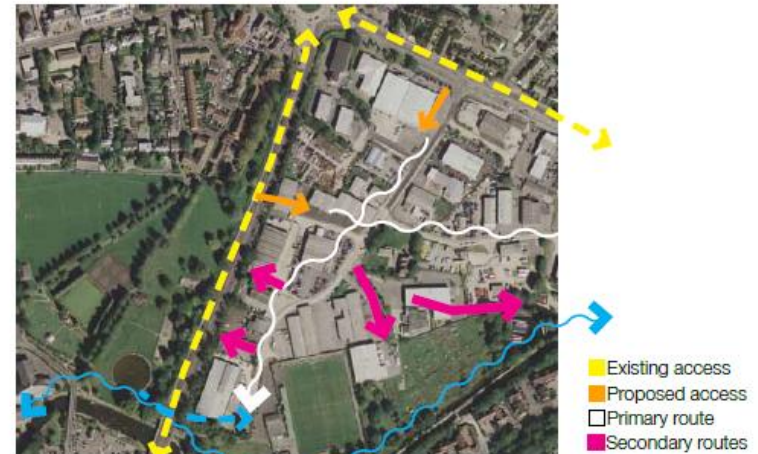 Existing access
Proposed access
Primary route
Secondary routes